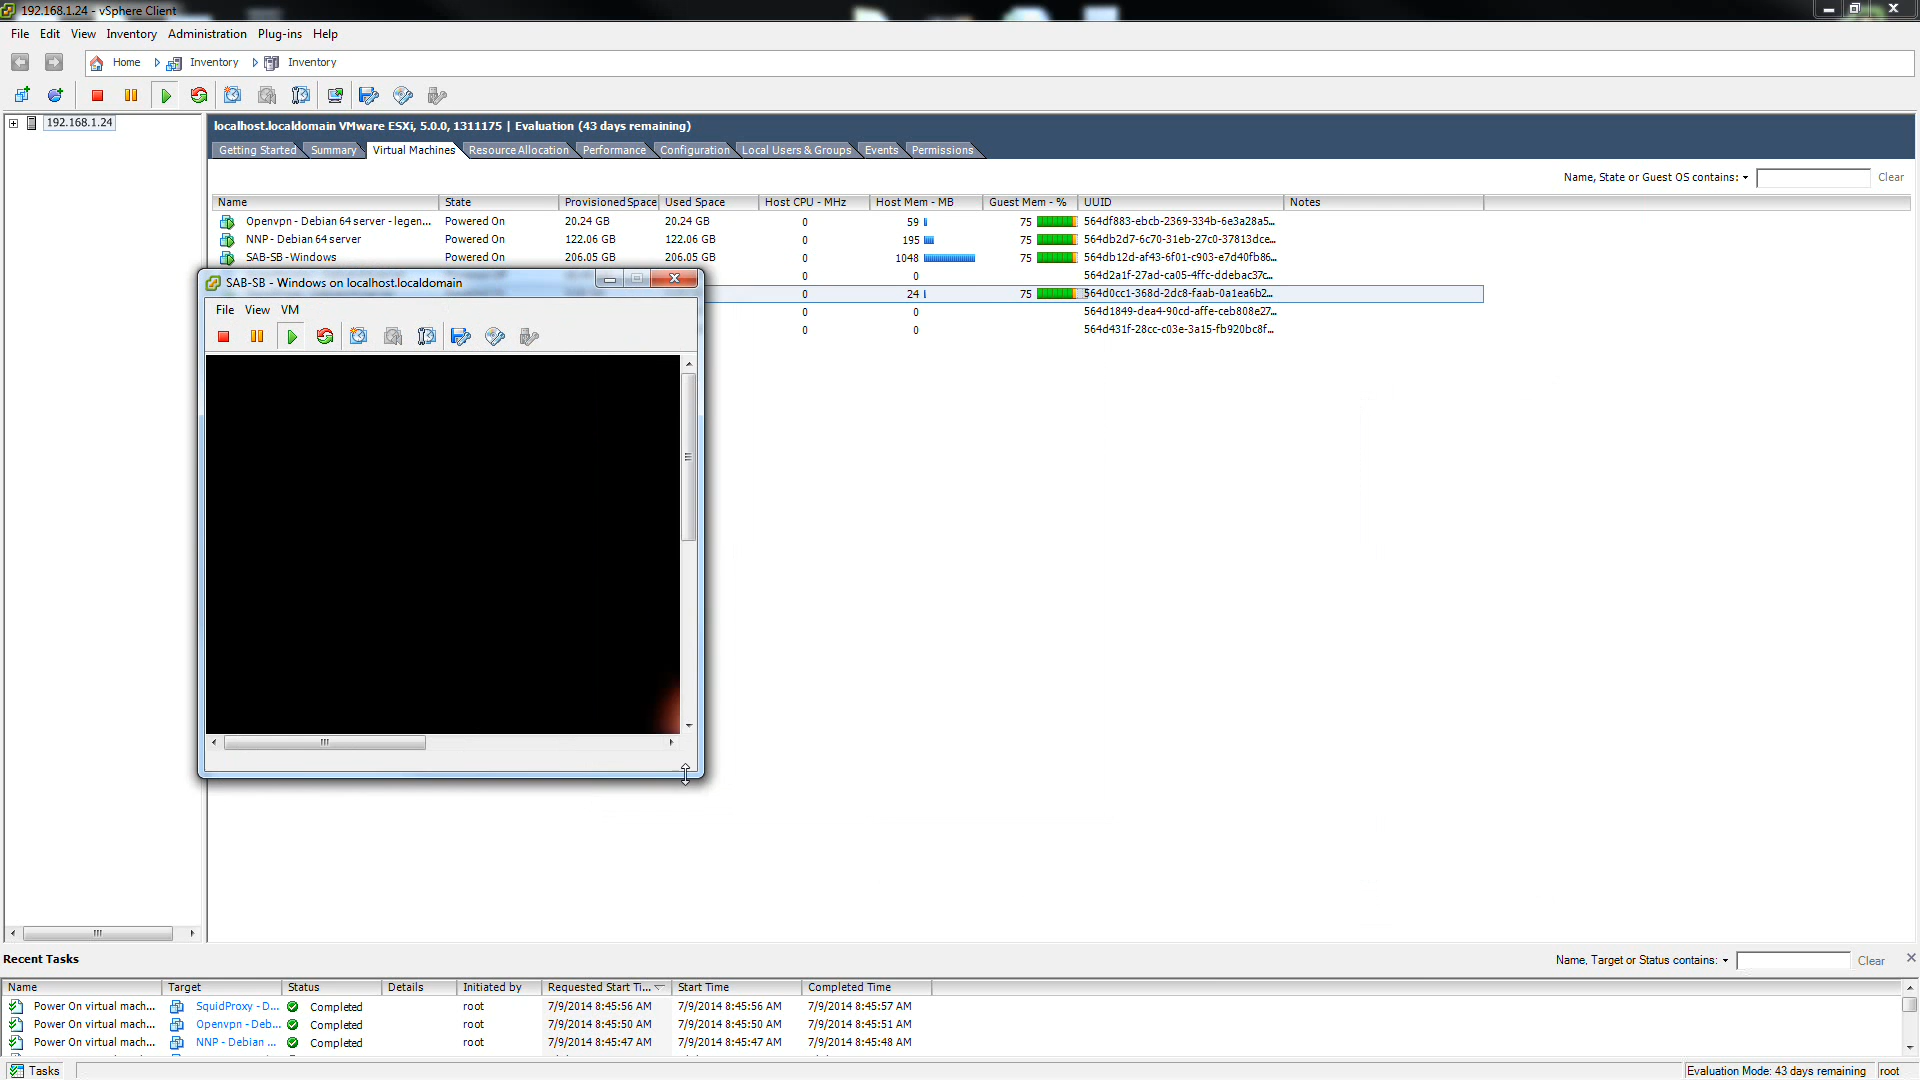 192.168.1.24 - vSphere Client
File Edit View Inventory Administration Plug-ins Help
Home Inventory Inventory
192.168.1.24
localhost.localdomain VMware ESXi, 5.0.0, 1311175 | Evaluation (43 days remaining)
Getting Started Summary Virtual Machines Resource Allocation Performance Configuration Local Users & Groups Events Permissions
Name, State or Guest OS contains: Clear
Name State Provisioned Space Used Space Host CPU - MHz Host Mem - MB Guest Mem - % UUID Notes
Openvpn - Debian 64 server - legen... Powered On 20.24 GB 20.24 GB 0 59 75 564df883-ebcb-2369-334b-6e3a28a5...
NNP - Debian 64 server Powered On 122.06 GB 122.06 GB 0 195 75 564db2d7-6c70-31eb-27c0-37813dce...
SAB-SB - Windows Powered On 206.05 GB 206.05 GB 0 1048 75 564db12d-af43-6f01-c903-e7d40fb86...
0 0 564d2a1f-27ad-ca05-4ffc-ddebac37c...
0 24 75 564d0cc1-368d-2dc8-faab-0a1ea6b2...
0 0 564d1849-dea4-90cd-affe-ceb808e27...
0 0 564d431f-28cc-c03e-3a15-fb920bc8f...
SAB-SB - Windows on localhost.localdomain
File View VM
Recent Tasks
Name, Target or Status contains: Clear
Name Target Status Details Initiated by Requested Start Ti... Start Time Completed Time
Power On virtual mach... SquidProxy - D... Completed root 7/9/2014 8:45:56 AM 7/9/2014 8:45:56 AM 7/9/2014 8:45:57 AM
Power On virtual mach... Openvpn - Deb... Completed root 7/9/2014 8:45:50 AM 7/9/2014 8:45:50 AM 7/9/2014 8:45:51 AM
Power On virtual mach... NNP - Debian ... Completed root 7/9/2014 8:45:47 AM 7/9/2014 8:45:47 AM 7/9/2014 8:45:48 AM
Tasks
Evaluation Mode: 43 days remaining root